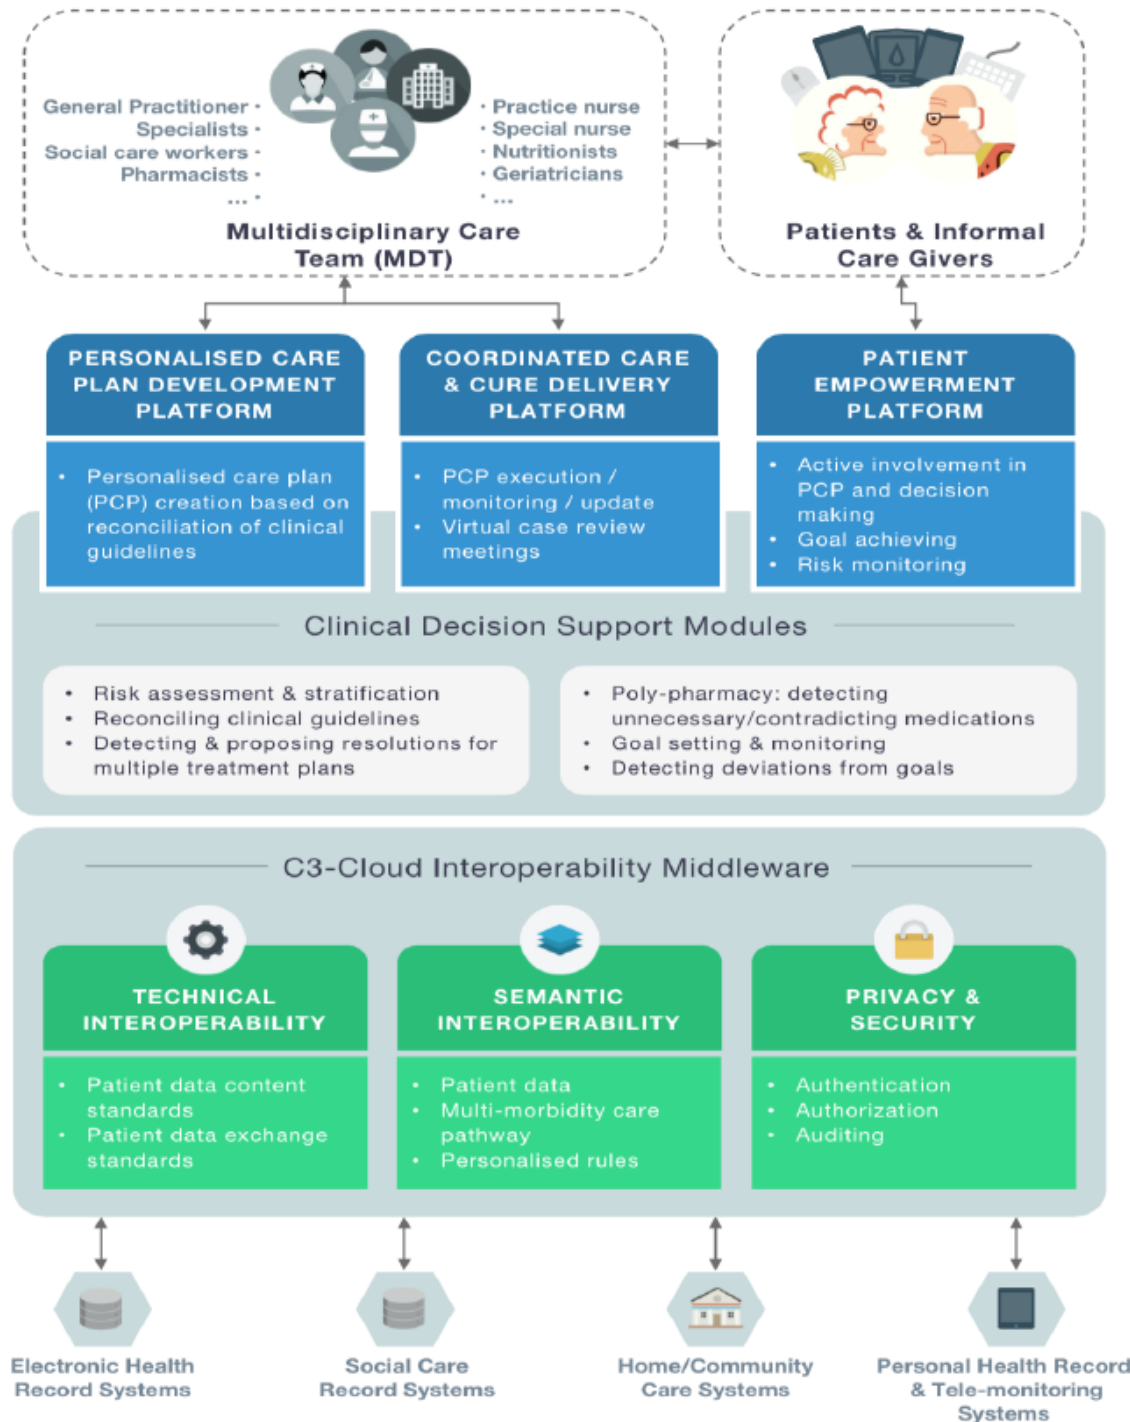 General Practitioner ·
Specialists ·
Social care workers ·
Pharmacists ·
... ·
· Practice nurse
· Special nurse
· Nutritionists
· Geriatricians
· ...
Multidisciplinary Care
Team (MDT)
Patients & Informal
Care Givers
PERSONALISED CARE
PLAN DEVELOPMENT
PLATFORM
• Personalised care plan
(PCP) creation based on
reconciliation of clinical
guidelines
COORDINATED CARE
& CURE DELIVERY
PLATFORM
• PCP execution /
monitoring / update
• Virtual case review
meetings
PATIENT
EMPOWERMENT
PLATFORM
• Active involvement in
PCP and decision
making
• Goal achieving
• Risk monitoring
Clinical Decision Support Modules
• Risk assessment & stratification
• Reconciling clinical guidelines
• Detecting & proposing resolutions for
multiple treatment plans
• Poly-pharmacy: detecting
unnecessary/contradicting medications
• Goal setting & monitoring
• Detecting deviations from goals
C3-Cloud Interoperability Middleware
TECHNICAL
INTEROPERABILITY
• Patient data content
standards
• Patient data exchange
standards
SEMANTIC
INTEROPERABILITY
• Patient data
• Multi-morbidity care
pathway
• Personalised rules
PRIVACY &
SECURITY
• Authentication
• Authorization
• Auditing
Electronic Health
Record Systems
Social Care
Record Systems
Home/Community
Care Systems
Personal Health Record
& Tele-monitoring
Systems